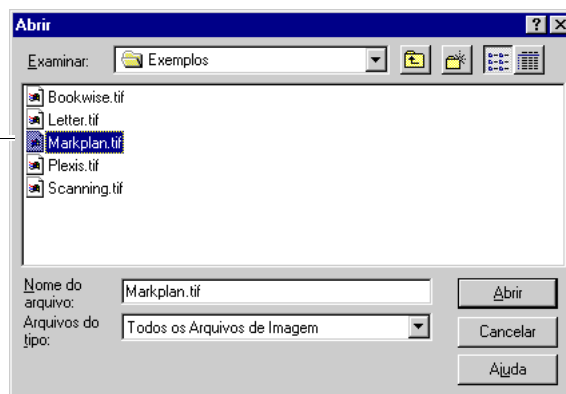 Abrir
Examinar: Exemplos
Bookwise.tif
Letter.tif
Markplan.tif
Plexis.tif
Scanning.tif
Nome do
arquivo: Markplan.tif Abrir
Arquivos do
tipo: Todos os Arquivos de Imagem Cancelar
Ajuda